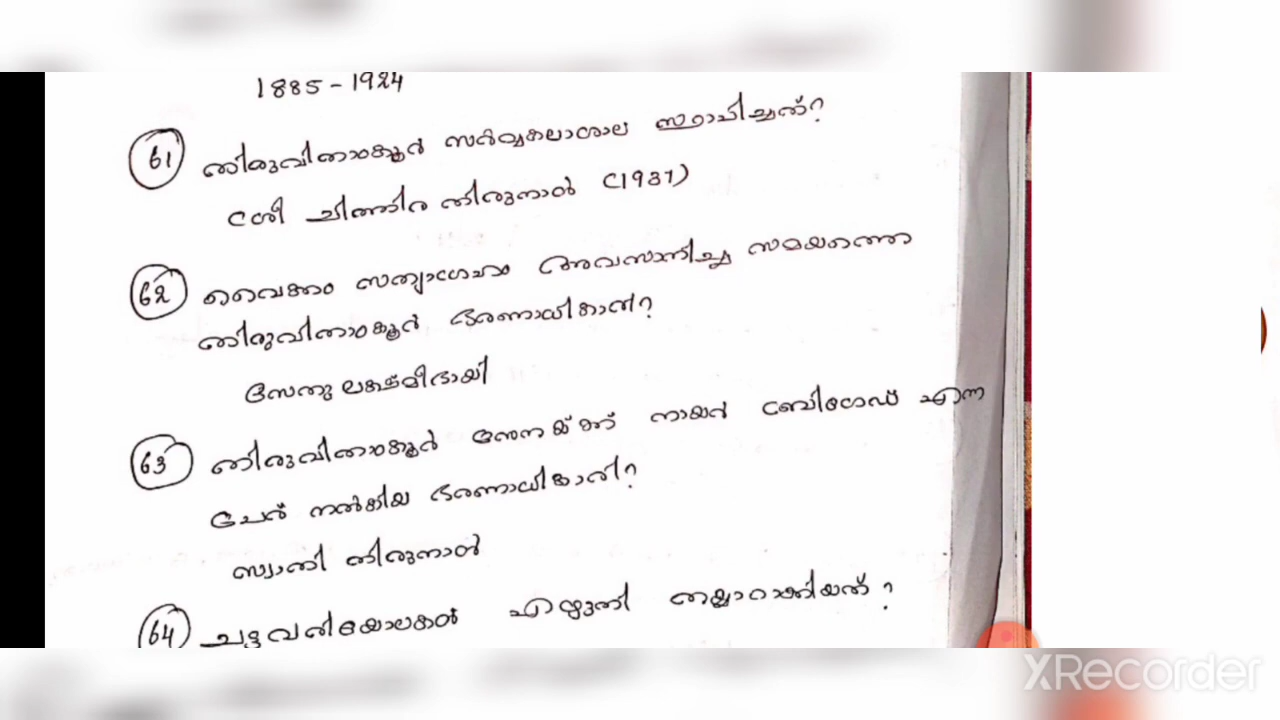 1885 - 1924
61 തിരുവിതാംകൂർ സർവ്വകലാശാല സ്ഥാപിച്ചത്?
ശ്രീ ചിത്തിര തിരുനാൾ (1937)
62 വൈക്കം സത്യാഗ്രഹം അവസാനിച്ച സമയത്തെ
തിരുവിതാംകൂർ ഭരണാധികാരി?
സേതു ലക്ഷ്മീഭായി
63 തിരുവിതാംകൂർ സേനയ്ക്ക് നായർ ബ്രിഗേഡ് എന്ന
പേര് നൽകിയ ഭരണാധികാരി?
സ്വാതി തിരുനാൾ
64 ചട്ടവരിയോലകൾ എഴുതി തയ്യാറാക്കിയത്?
XRecorder